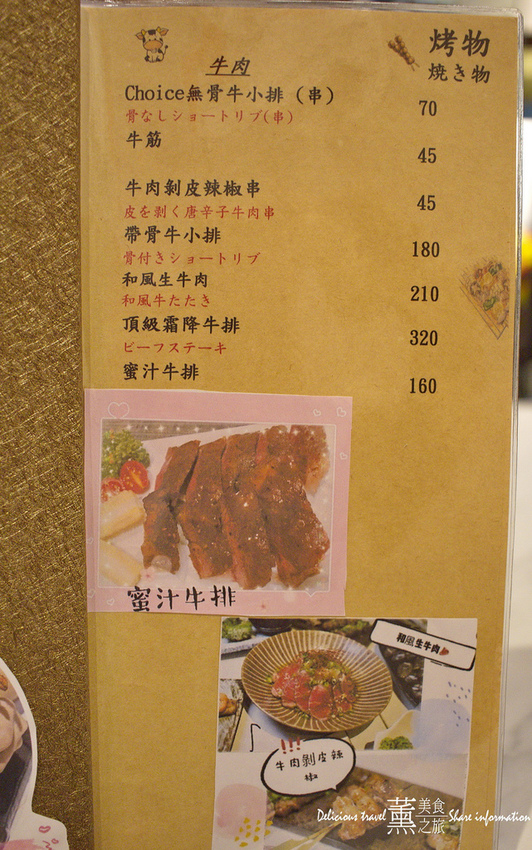 烤物
焼き物
牛肉
Choice無骨牛小排（串） 70
骨なしショートリブ(串)
牛筋 45
牛肉剝皮辣椒串 45
皮を剥く唐辛子牛肉串
帶骨牛小排 180
骨付きショートリブ
和風生牛肉 210
和風牛たたき
頂級霜降牛排 320
ビーフステーキ
蜜汁牛排 160
蜜汁牛排
和風生牛肉
!!!
牛肉剝皮辣
椒
Delicious travel 薰 美食之旅 Share information